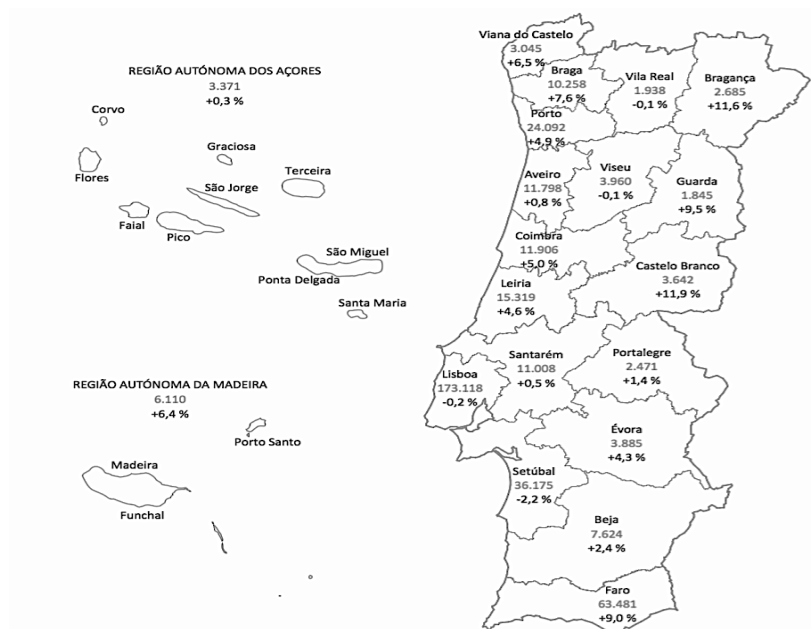 REGIÃO AUTÓNOMA DOS AÇORES
3.371
+0,3 %
Corvo
Graciosa
Flores
Terceira
São Jorge
Faial
Pico
São Miguel
Ponta Delgada
Santa Maria
REGIÃO AUTÓNOMA DA MADEIRA
6.110
+6,4 %
Porto Santo
Madeira
Funchal
Viana do Castelo
3.045
+6,5 %
Braga
10.258
+7,6 %
Vila Real
1.938
-0,1 %
Bragança
2.685
+11,6 %
Porto
24.092
+4,9 %
Aveiro
11.798
+0,8 %
Viseu
3.960
-0,1 %
Guarda
1.845
+9,5 %
Coimbra
11.906
+5,0 %
Castelo Branco
3.642
+11,9 %
Leiria
15.319
+4,6 %
Lisboa
173.118
-0,2 %
Santarém
11.008
+0,5 %
Portalegre
2.471
+1,4 %
Évora
3.885
+4,3 %
Setúbal
36.175
-2,2 %
Beja
7.624
+2,4 %
Faro
63.481
+9,0 %